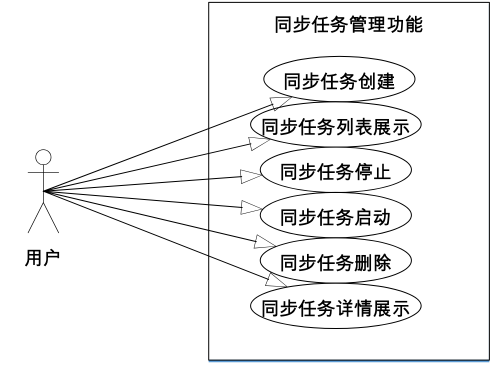 同步任务管理功能
同步任务创建
同步任务列表展示
同步任务停止
同步任务启动
同步任务删除
同步任务详情展示
用户